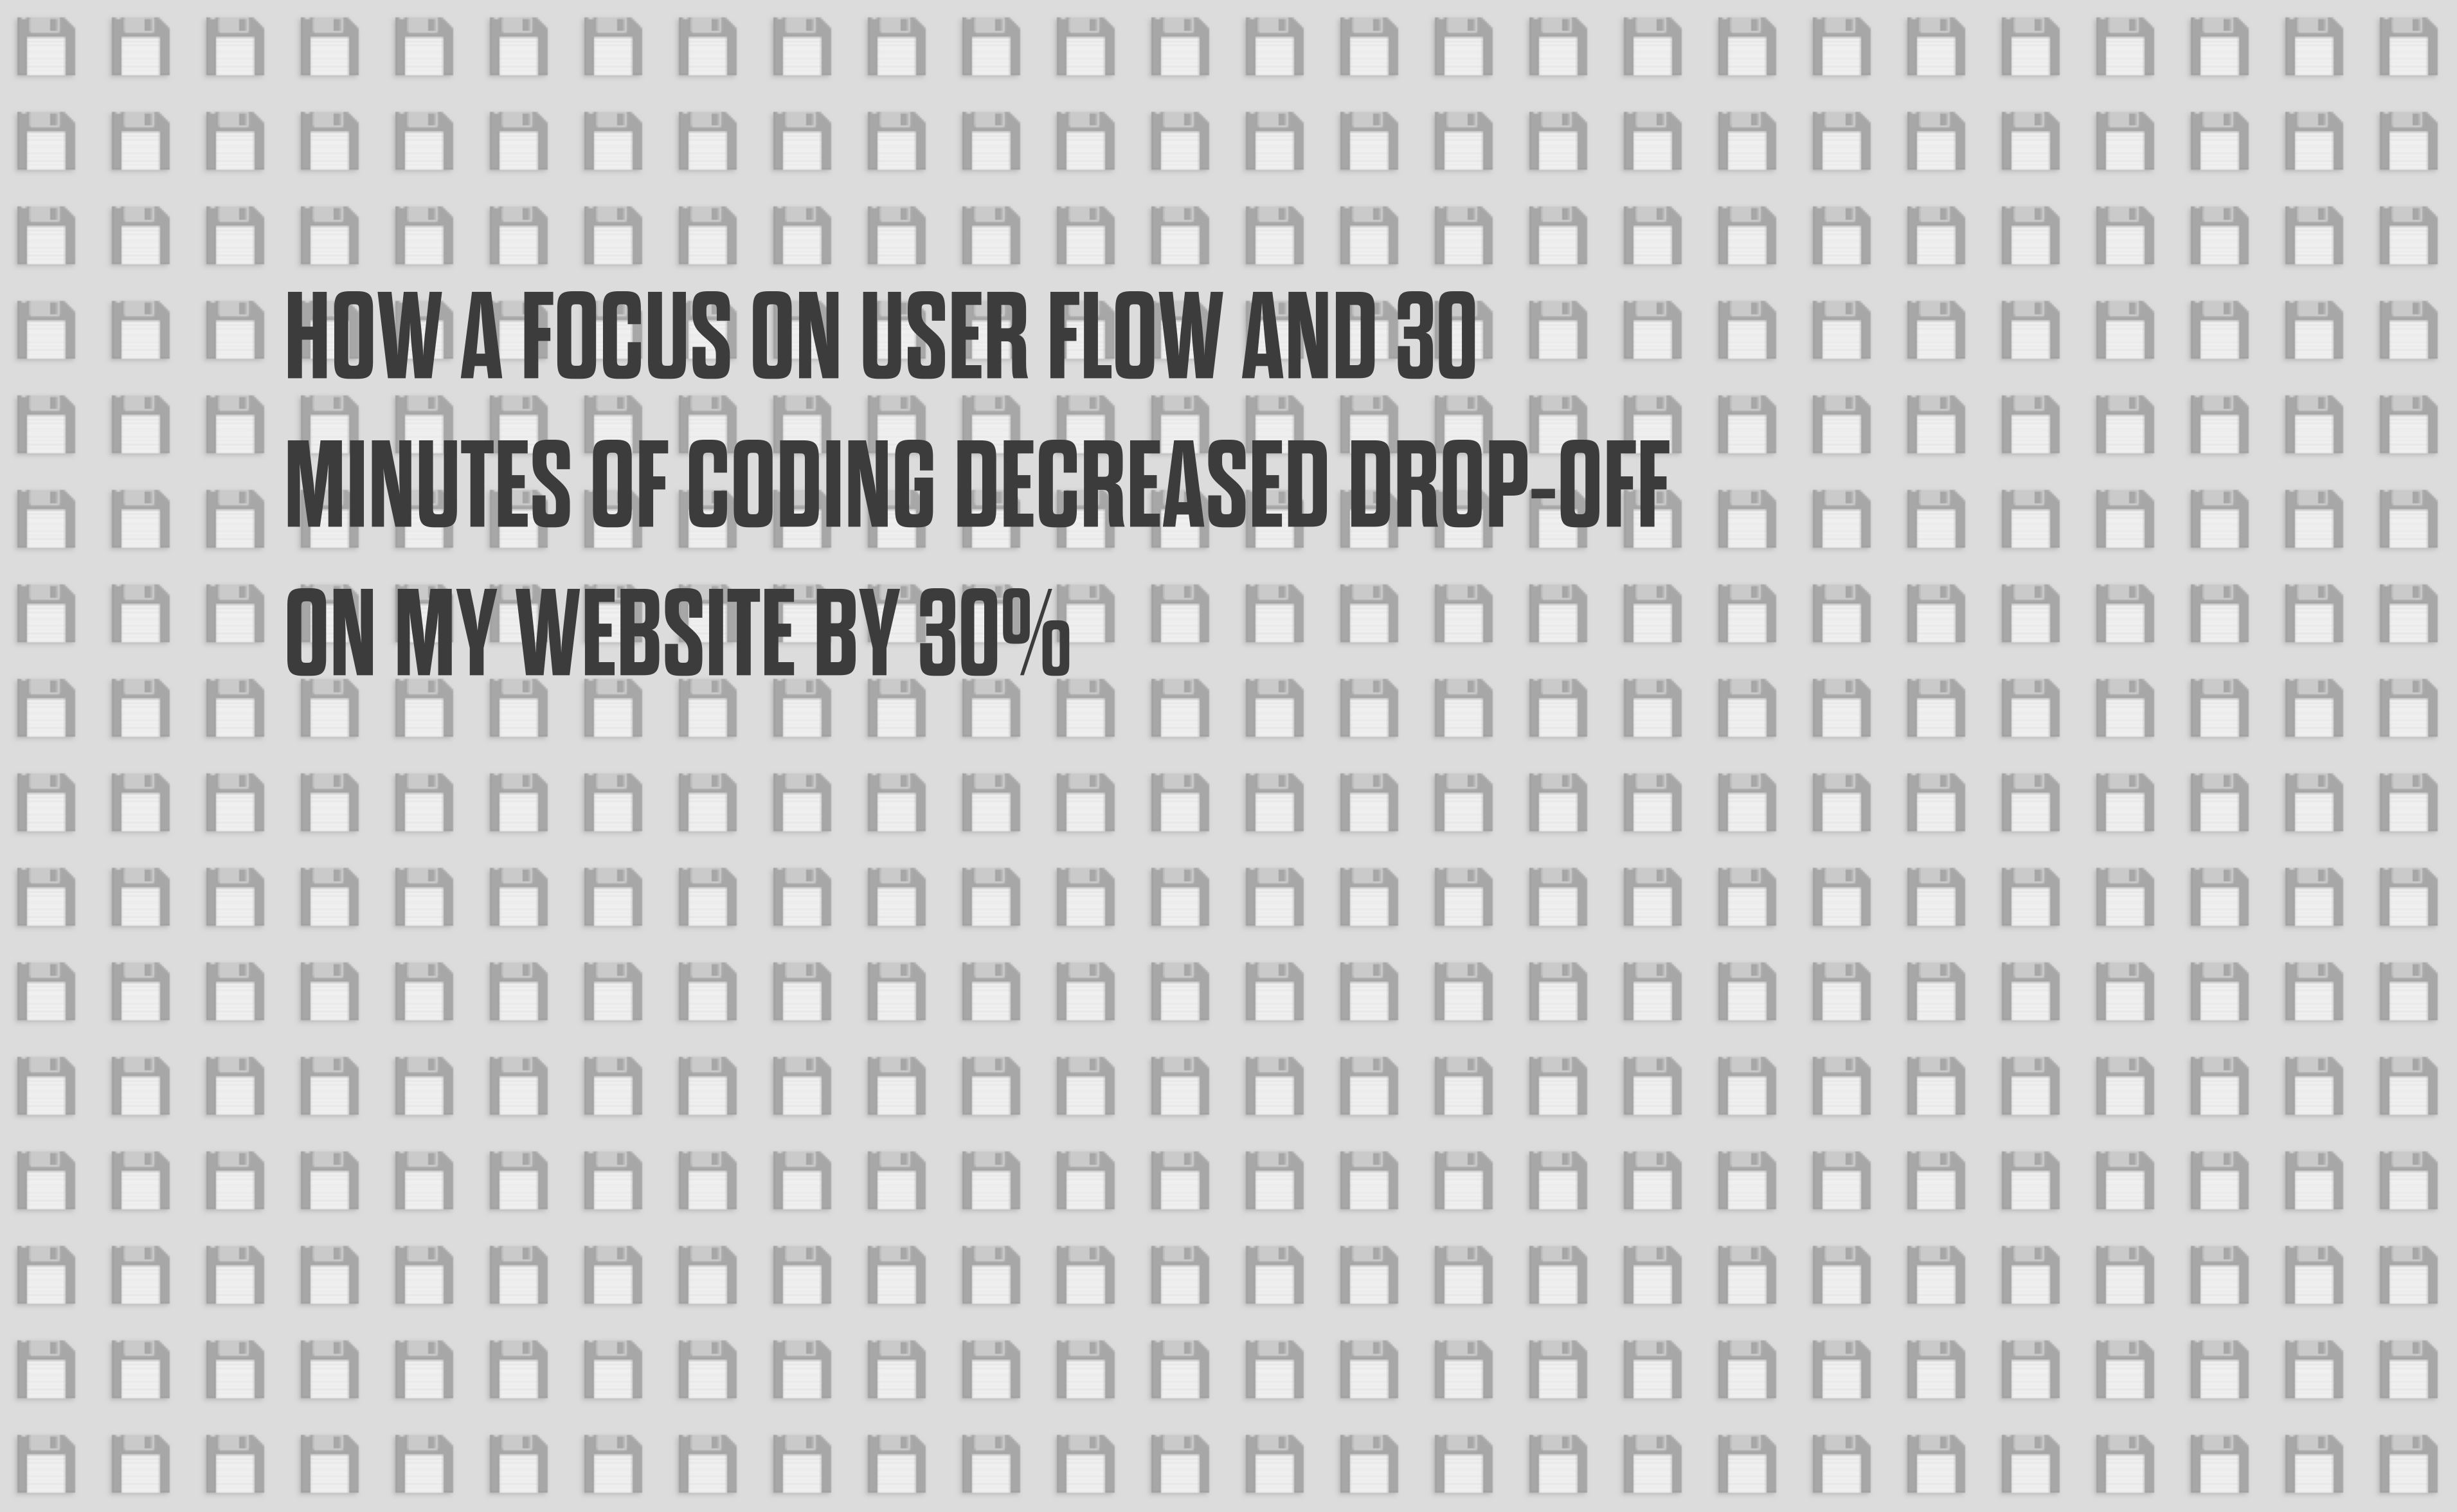 HOW A FOCUS ON USER FLOW AND 30
MINUTES OF CODING DECREASED DROP-OFF
ON MY WEBSITE BY 30%